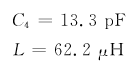 C₄ = 13.3 pF
L = 62.2 μH